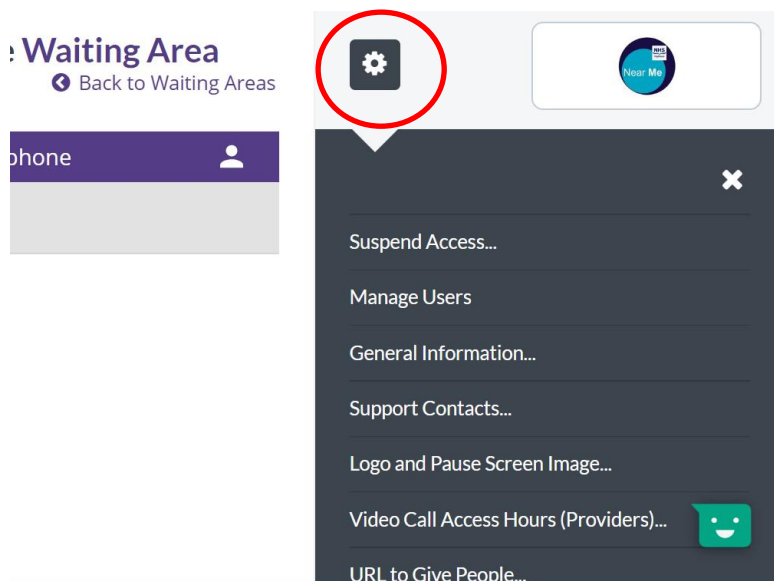 : Waiting Area
Back to Waiting Areas
phone
NHS
Near Me
Suspend Access...
Manage Users
General Information...
Support Contacts...
Logo and Pause Screen Image...
Video Call Access Hours (Providers)...
URL to Give People...